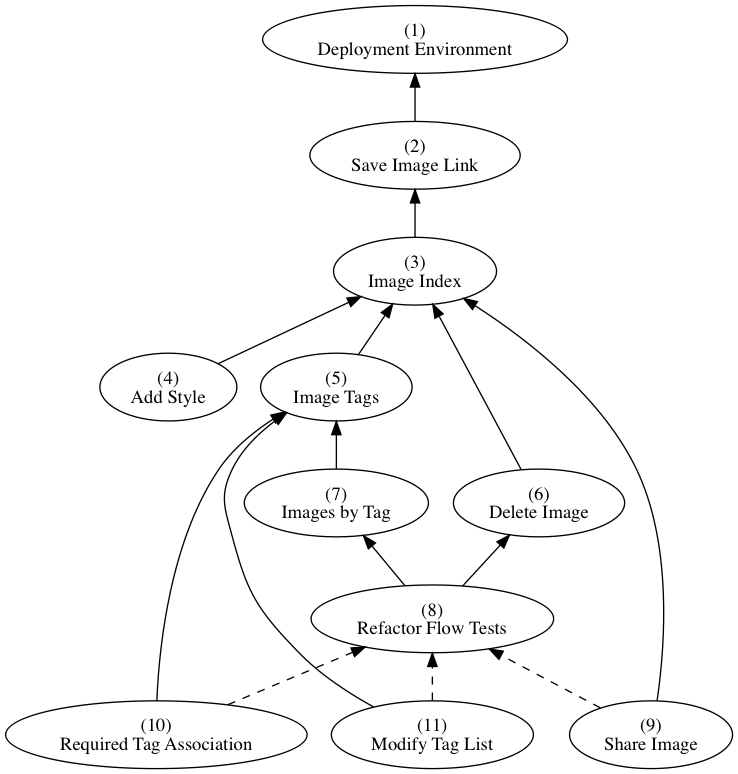 (1)
Deployment Environment
(2)
Save Image Link
(3)
Image Index
(4)
Add Style
(5)
Image Tags
(7)
Images by Tag
(6)
Delete Image
(8)
Refactor Flow Tests
(10)
Required Tag Association
(11)
Modify Tag List
(9)
Share Image